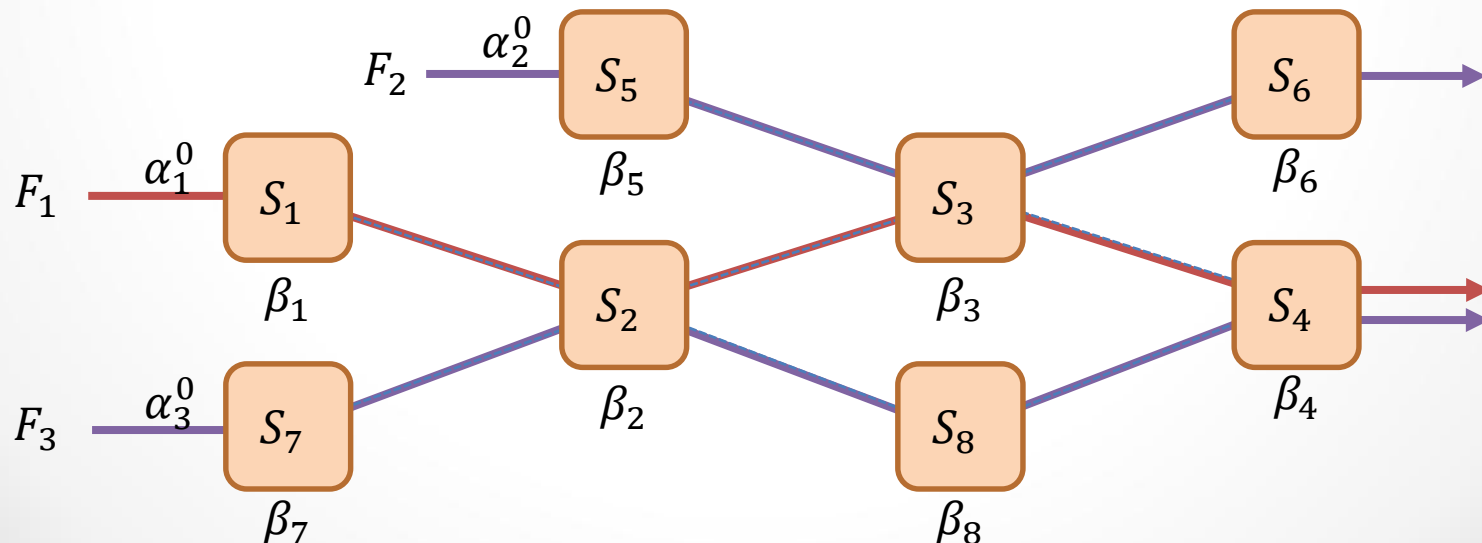 F₂ α₂⁰ S₅ β₅
S₆ β₆
F₁ α₁⁰ S₁ β₁
S₃ β₃
S₂ β₂
S₄ β₄
F₃ α₃⁰ S₇ β₇
S₈ β₈